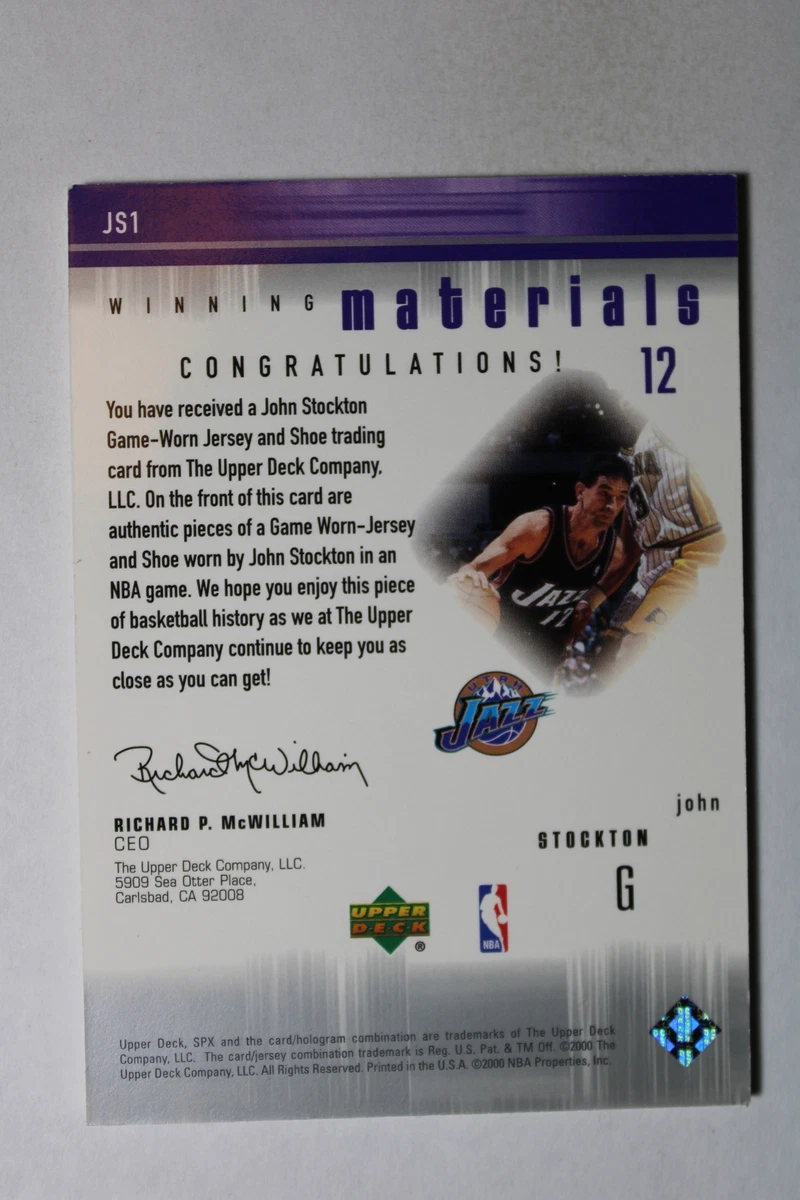 JS1
WINNING materials
CONGRATULATIONS!
12
You have received a John Stockton
Game-Worn Jersey and Shoe trading
card from The Upper Deck Company,
LLC. On the front of this card are
authentic pieces of a Game Worn-Jersey
and Shoe worn by John Stockton in an
NBA game. We hope you enjoy this piece
of basketball history as we at The Upper
Deck Company continue to keep you as
close as you can get!
JAZZ
12
UTAH
JAZZ
Richard McWilliam
RICHARD P. McWILLIAM
CEO
The Upper Deck Company, LLC.
5909 Sea Otter Place,
Carlsbad, CA 92008
john
STOCKTON
G
UPPER
DECK
®
NBA
Upper Deck, SPX and the card/hologram combination are trademarks of The Upper Deck
Company, LLC. The card/jersey combination trademark is Reg. U.S. Pat. & TM Off. ©2000 The
Upper Deck Company, LLC. All Rights Reserved. Printed in the U.S.A. ©2000 NBA Properties, Inc.